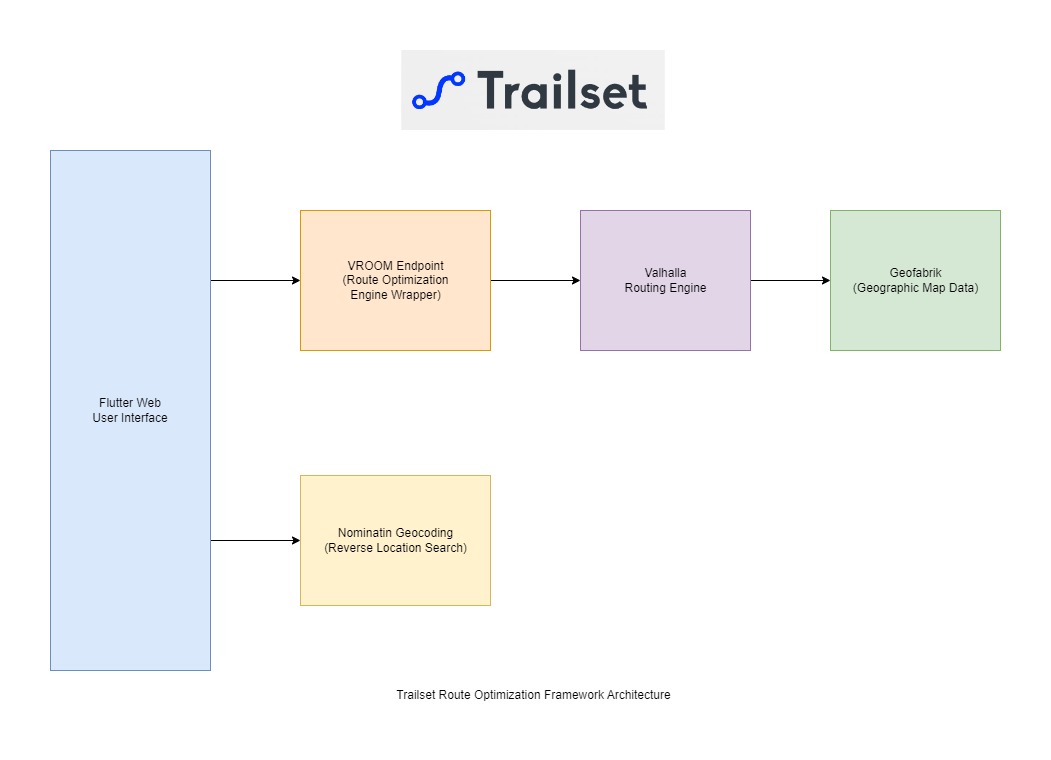 Trailset
VROOM Endpoint
(Route Optimization
Engine Wrapper)
Valhalla
Routing Engine
Geofabrik
(Geographic Map Data)
Flutter Web
User Interface
Nominatin Geocoding
(Reverse Location Search)
Trailset Route Optimization Framework Architecture